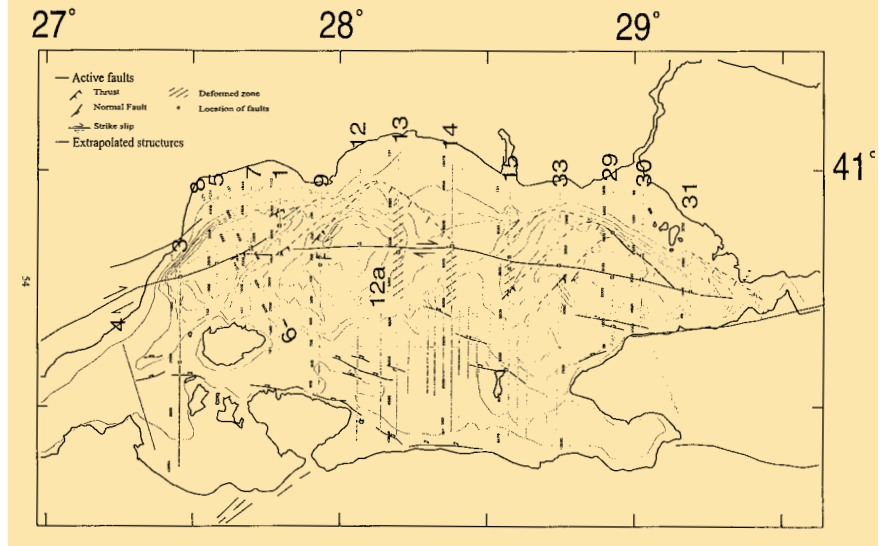 27° 28° 29°
Active faults
Thrust
Deformed zone
Normal Fault
Location of faults
Strike slip
Extrapolated structures
12 13 14
41°
8 5 7 1 9 15 33 29 30 31
3
12a
54
4
6